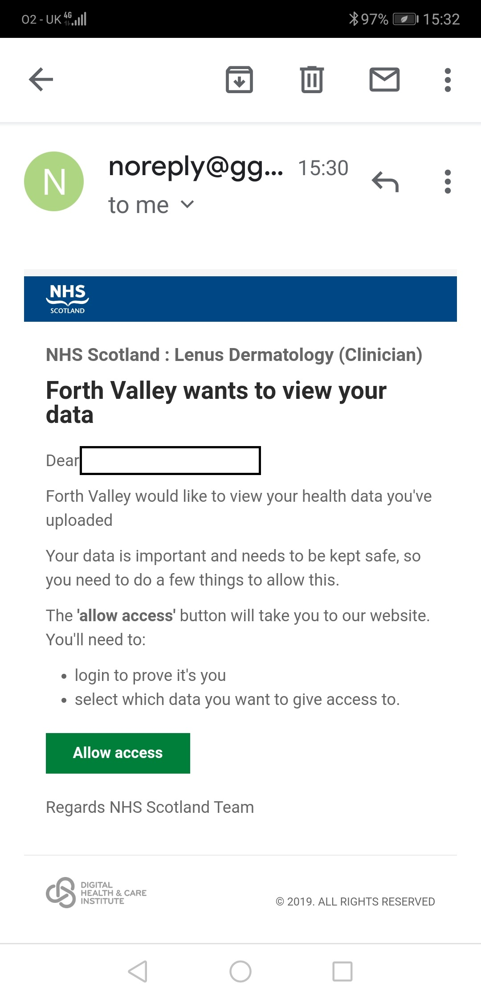 O2 - UK 4G 97% 15:32
N
noreply@gg... 15:30
to me
NHS
SCOTLAND
NHS Scotland : Lenus Dermatology (Clinician)
Forth Valley wants to view your
data
Dear
Forth Valley would like to view your health data you've
uploaded
Your data is important and needs to be kept safe, so
you need to do a few things to allow this.
The 'allow access' button will take you to our website.
You'll need to:
• login to prove it's you
• select which data you want to give access to.
Allow access
Regards NHS Scotland Team
DIGITAL
HEALTH & CARE
INSTITUTE
© 2019. ALL RIGHTS RESERVED